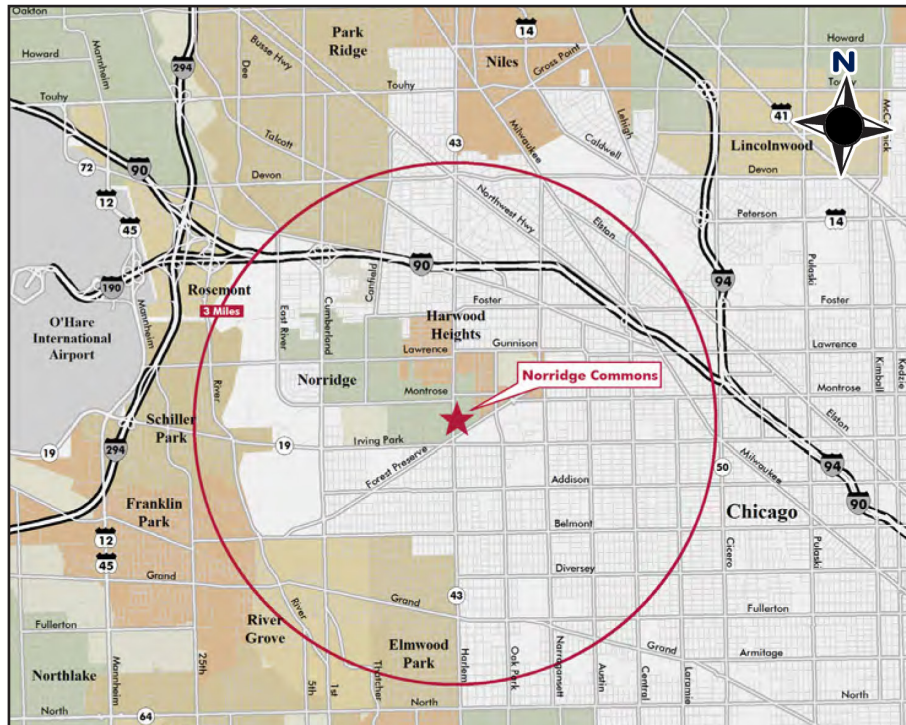 Oakton
Howard
Mannheim
294
Dee
Busse Hwy
Park
Ridge
14
Niles
Gross Point
Howard
Touhy
Touhy
McCormick
41
Lincolnwood
N
Talcott
43
Milwaukee
Caldwell
Lehigh
72
90
Devon
Devon
12
45
Northwest Hwy
Elston
Peterson
14
190
Rosemont
3 Miles
East River
Cumberland
Canfield
90
Foster
94
Pulaski
Foster
O'Hare
International
Airport
Mannheim
River
Harwood
Heights
Gunnison
Lawrence
Lawrence
Norridge
Norridge Commons
Montrose
Montrose
Kimball
Kedzie
Schiller
Park
19
294
19
Irving Park
Forest Preserve
Elston
Milwaukee
50
94
90
Franklin
Park
Addison
Chicago
12
45
Belmont
Cicero
Pulaski
Grand
Diversey
43
Grand
Fullerton
River
Grove
River
Fullerton
Elmwood
Park
Grand
Armitage
Northlake
Mannheim
25th
5th
1st
Thatcher
Harlem
Oak Park
Narragansett
Austin
Central
Laramie
North
64
North